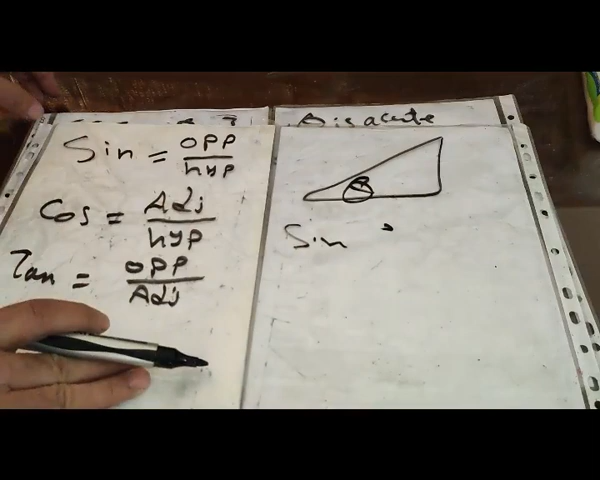 θ is acute
Sin = opp/hyp
Cos = Adj/hyp
Tan = opp/Adj
θ
Sin